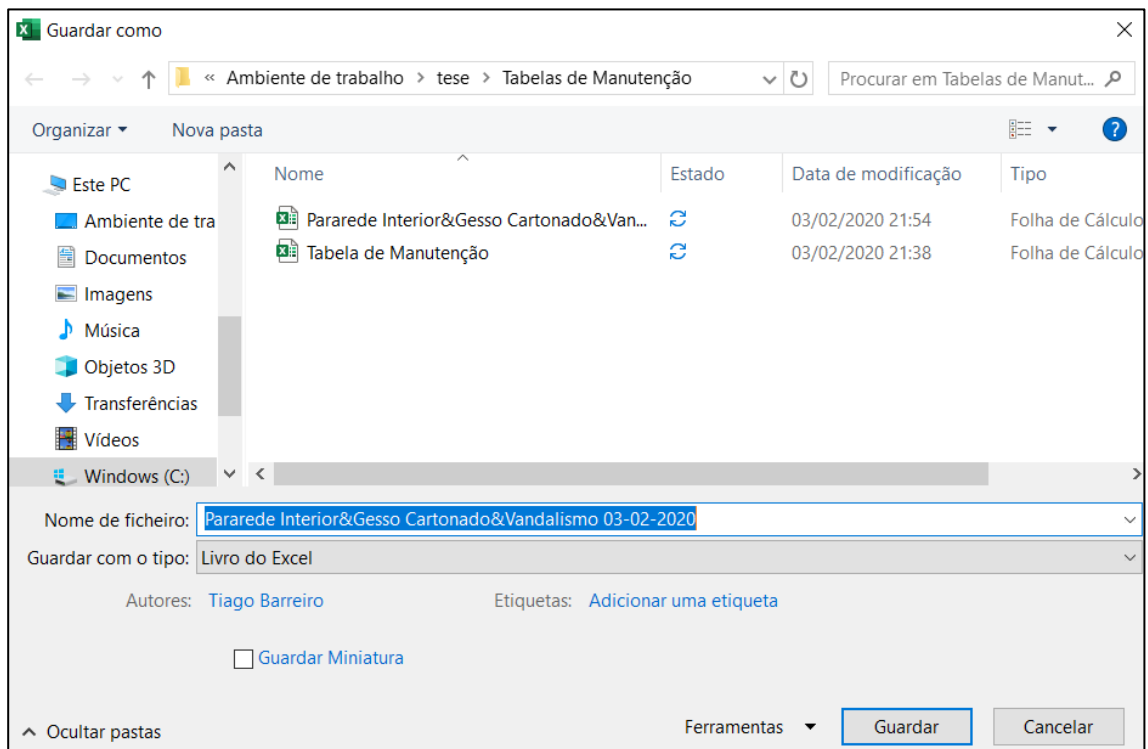 Guardar como
« Ambiente de trabalho > tese > Tabelas de Manutenção
Procurar em Tabelas de Manut...
Organizar Nova pasta
?
Nome Estado Data de modificação Tipo
Este PC
Ambiente de tra
Documentos
Imagens
Música
Objetos 3D
Transferências
Vídeos
Windows (C:)
Pararede Interior&Gesso Cartonado&Van... 03/02/2020 21:54 Folha de Cálculo
Tabela de Manutenção 03/02/2020 21:38 Folha de Cálculo
Nome de ficheiro: Pararede Interior&Gesso Cartonado&Vandalismo 03-02-2020
Guardar com o tipo: Livro do Excel
Autores: Tiago Barreiro Etiquetas: Adicionar uma etiqueta
Guardar Miniatura
Ocultar pastas Ferramentas Guardar Cancelar